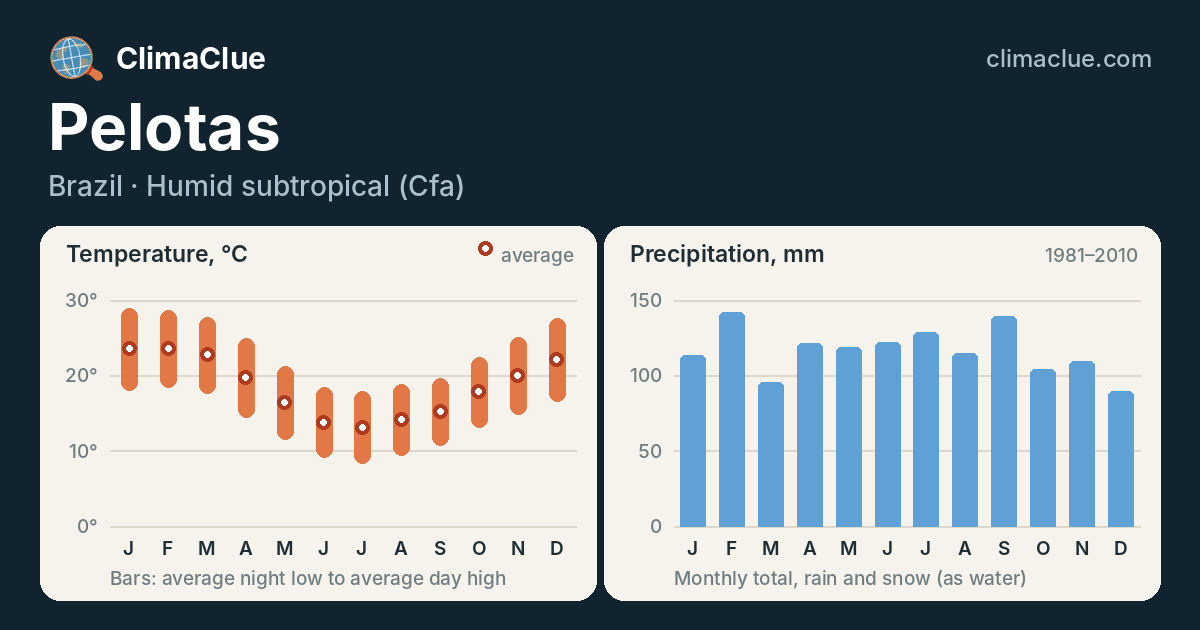 ClimaClue
climaclue.com
Pelotas
Brazil · Humid subtropical (Cfa)
Temperature, °C
average
30°
20°
10°
0°
J F M A M J J A S O N D
Bars: average night low to average day high
Precipitation, mm
1981–2010
150
100
50
0
J F M A M J J A S O N D
Monthly total, rain and snow (as water)